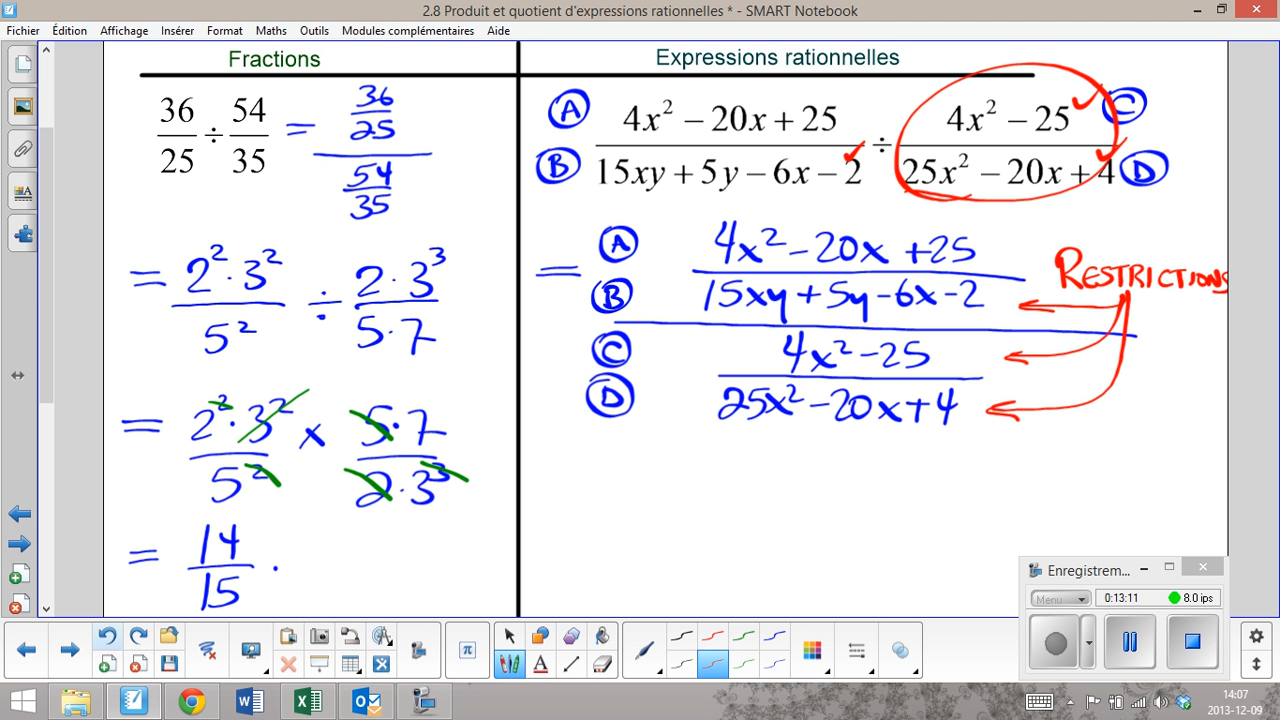 2.8 Produit et quotient d'expressions rationnelles * - SMART Notebook
Fichier Édition Affichage Insérer Format Maths Outils Modules complémentaires Aide
Fractions
36/25 ÷ 54/35 = (36/25)/(54/35)
= 2² · 3² / 5² ÷ 2 · 3³ / 5 · 7
= 2² · 3² / 5² × 5 · 7 / 2 · 3³
= 14/15 .
Expressions rationnelles
Ⓐ 4x² − 20x + 25 ÷ 4x² − 25 Ⓒ
Ⓑ 15xy + 5y − 6x − 2 25x² − 20x + 4 Ⓓ
= Ⓐ 4x² − 20x + 25
Ⓑ 15xy + 5y − 6x − 2
Ⓒ 4x² − 25
Ⓓ 25x² − 20x + 4
RESTRICTIONS
Enregistrem...
Menu 0:13:11 8.0 ips
14:07
2013-12-09